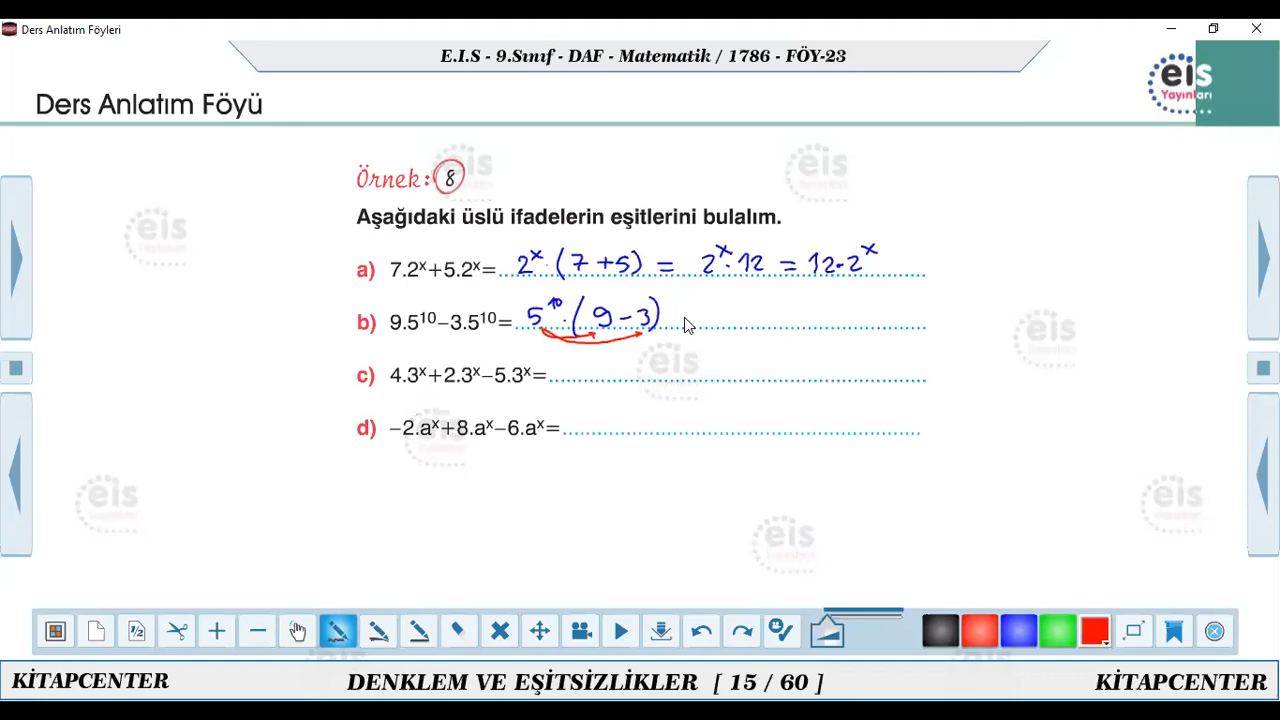 Ders Anlatım Föyleri
E.I.S - 9.Sınıf - DAF - Matematik / 1786 - FÖY-23
eis
Yayınları
Ders Anlatım Föyü
Örnek: 8
Aşağıdaki üslü ifadelerin eşitlerini bulalım.
a) 7.2ˣ+5.2ˣ= 2ˣ·(7+5) = 2ˣ·12 = 12·2ˣ
b) 9.5¹⁰−3.5¹⁰= 5¹⁰·(9−3)
c) 4.3ˣ+2.3ˣ−5.3ˣ=
d) −2.aˣ+8.aˣ−6.aˣ=
KİTAPCENTER DENKLEM VE EŞİTSİZLİKLER [ 15 / 60 ] KİTAPCENTER